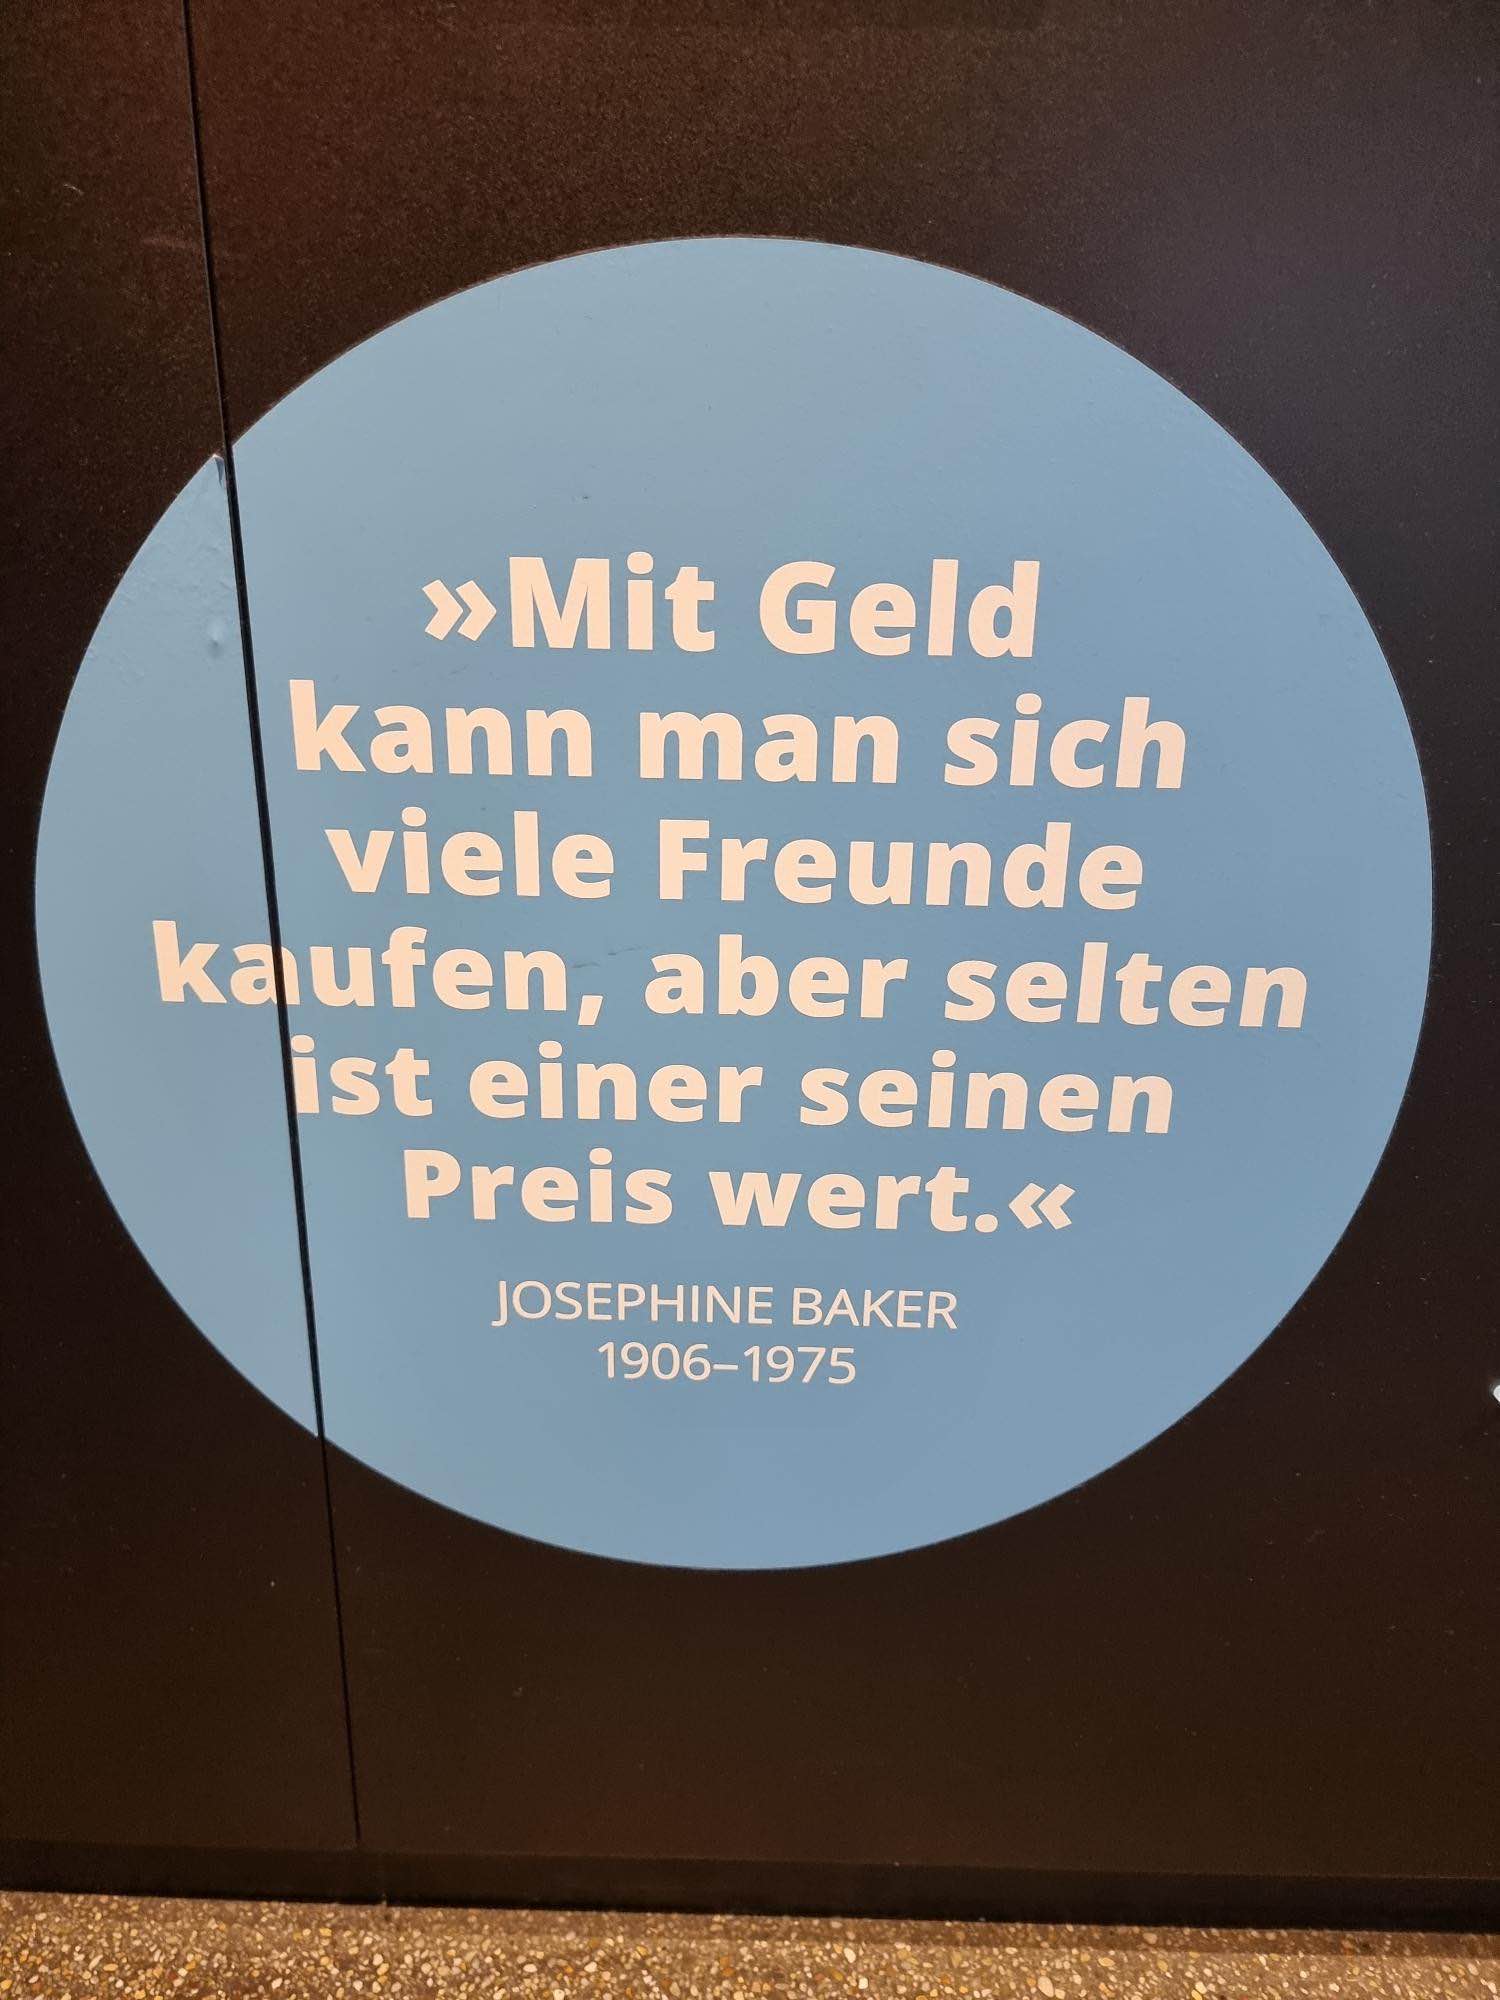 »Mit Geld
kann man sich
viele Freunde
kaufen, aber selten
ist einer seinen
Preis wert.«
JOSEPHINE BAKER
1906–1975